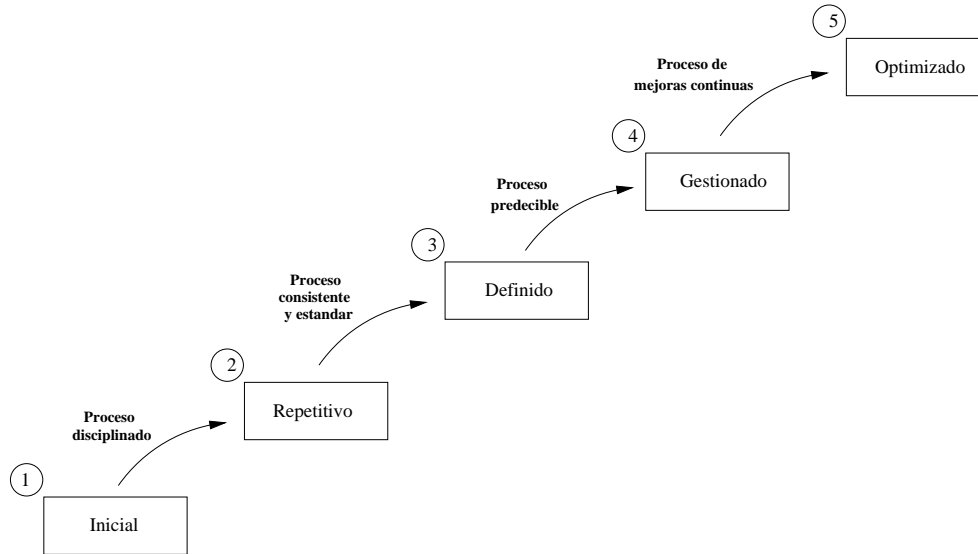 5
Optimizado
Proceso de
mejoras continuas
4
Gestionado
Proceso
predecible
3
Definido
Proceso
consistente
y estandar
2
Repetitivo
Proceso
disciplinado
1
Inicial